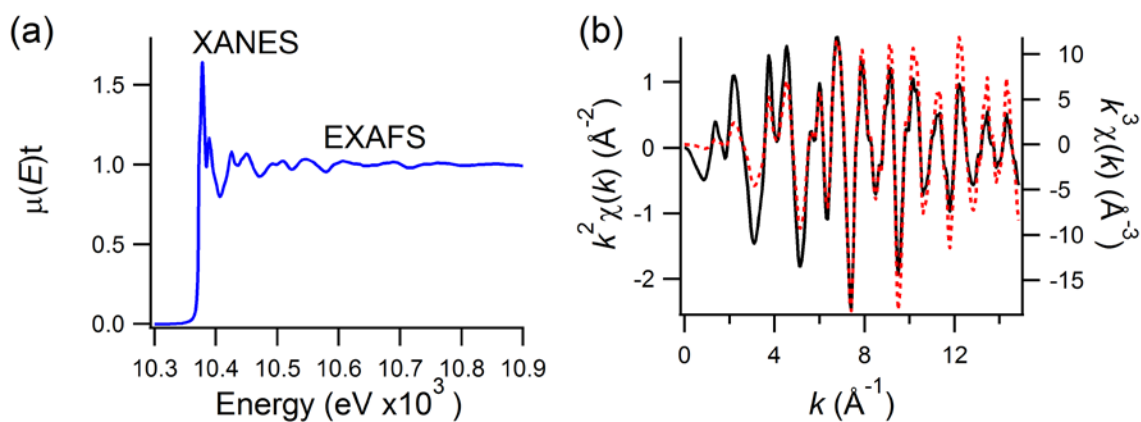 (a)
XANES
EXAFS
μ(E)t
1.5
1.0
0.5
0.0
10.3 10.4 10.5 10.6 10.7 10.8 10.9
Energy (eV x10³)
(b)
k² χ(k) (Å⁻²)
1
0
-1
-2
k³ χ(k) (Å⁻³)
10
5
0
-5
-10
-15
0 4 8 12
k (Å⁻¹)